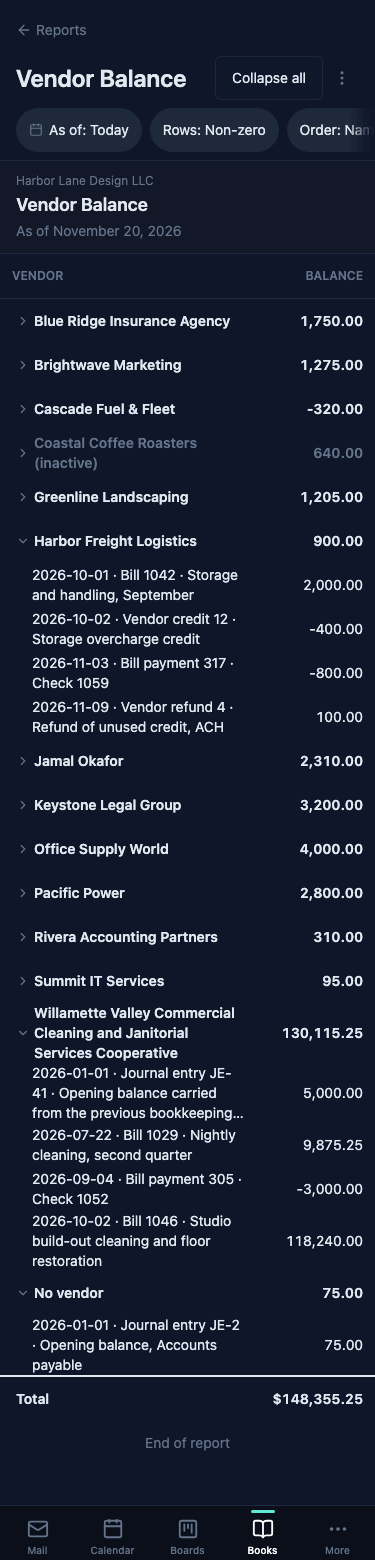 Reports
Vendor Balance
Collapse all
As of: Today
Rows: Non-zero
Order: Nam
Harbor Lane Design LLC
Vendor Balance
As of November 20, 2026
VENDOR BALANCE
Blue Ridge Insurance Agency 1,750.00
Brightwave Marketing 1,275.00
Cascade Fuel & Fleet -320.00
Coastal Coffee Roasters
(inactive) 640.00
Greenline Landscaping 1,205.00
Harbor Freight Logistics 900.00
2026-10-01 · Bill 1042 · Storage
and handling, September 2,000.00
2026-10-02 · Vendor credit 12 ·
Storage overcharge credit -400.00
2026-11-03 · Bill payment 317 ·
Check 1059 -800.00
2026-11-09 · Vendor refund 4 ·
Refund of unused credit, ACH 100.00
Jamal Okafor 2,310.00
Keystone Legal Group 3,200.00
Office Supply World 4,000.00
Pacific Power 2,800.00
Rivera Accounting Partners 310.00
Summit IT Services 95.00
Willamette Valley Commercial
Cleaning and Janitorial 130,115.25
Services Cooperative
2026-01-01 · Journal entry JE-
41 · Opening balance carried 5,000.00
from the previous bookkeeping...
2026-07-22 · Bill 1029 · Nightly
cleaning, second quarter 9,875.25
2026-09-04 · Bill payment 305 ·
Check 1052 -3,000.00
2026-10-02 · Bill 1046 · Studio
build-out cleaning and floor 118,240.00
restoration
No vendor 75.00
2026-01-01 · Journal entry JE-2
· Opening balance, Accounts 75.00
payable
Total $148,355.25
End of report
Mail Calendar Boards Books More